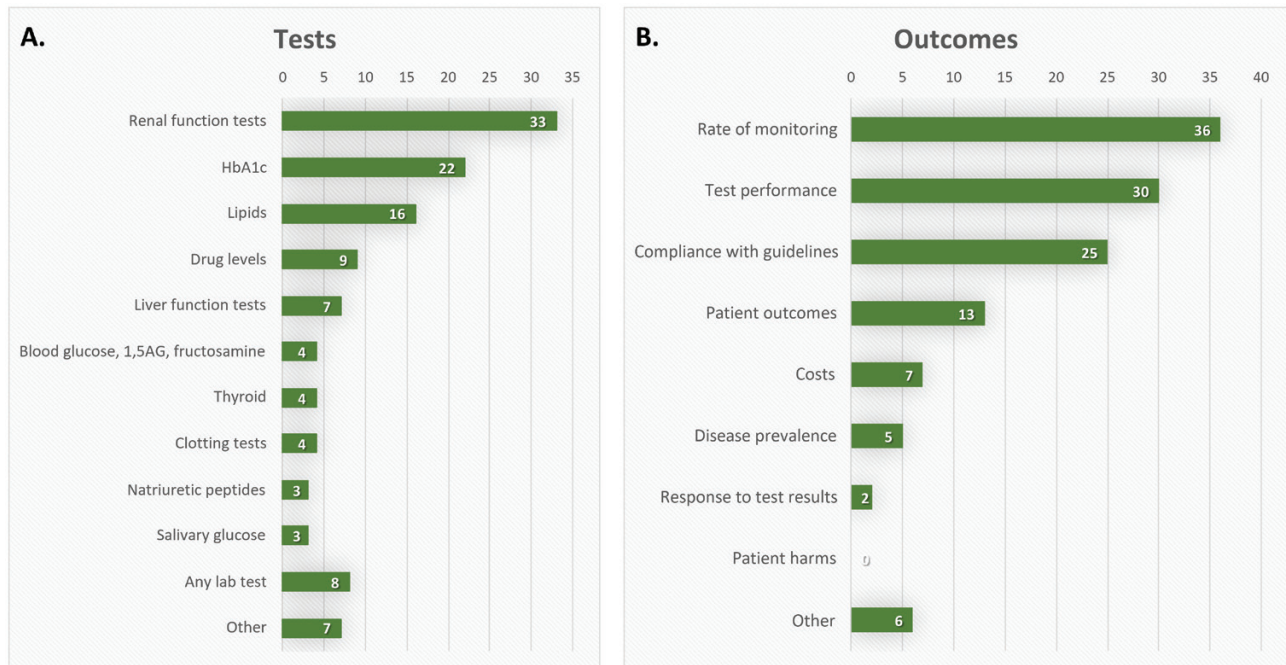 A.
Tests
0 5 10 15 20 25 30 35
Renal function tests 33
HbA1c 22
Lipids 16
Drug levels 9
Liver function tests 7
Blood glucose, 1,5AG, fructosamine 4
Thyroid 4
Clotting tests 4
Natriuretic peptides 3
Salivary glucose 3
Any lab test 8
Other 7
B.
Outcomes
0 5 10 15 20 25 30 35 40
Rate of monitoring 36
Test performance 30
Compliance with guidelines 25
Patient outcomes 13
Costs 7
Disease prevalence 5
Response to test results 2
Patient harms 0
Other 6